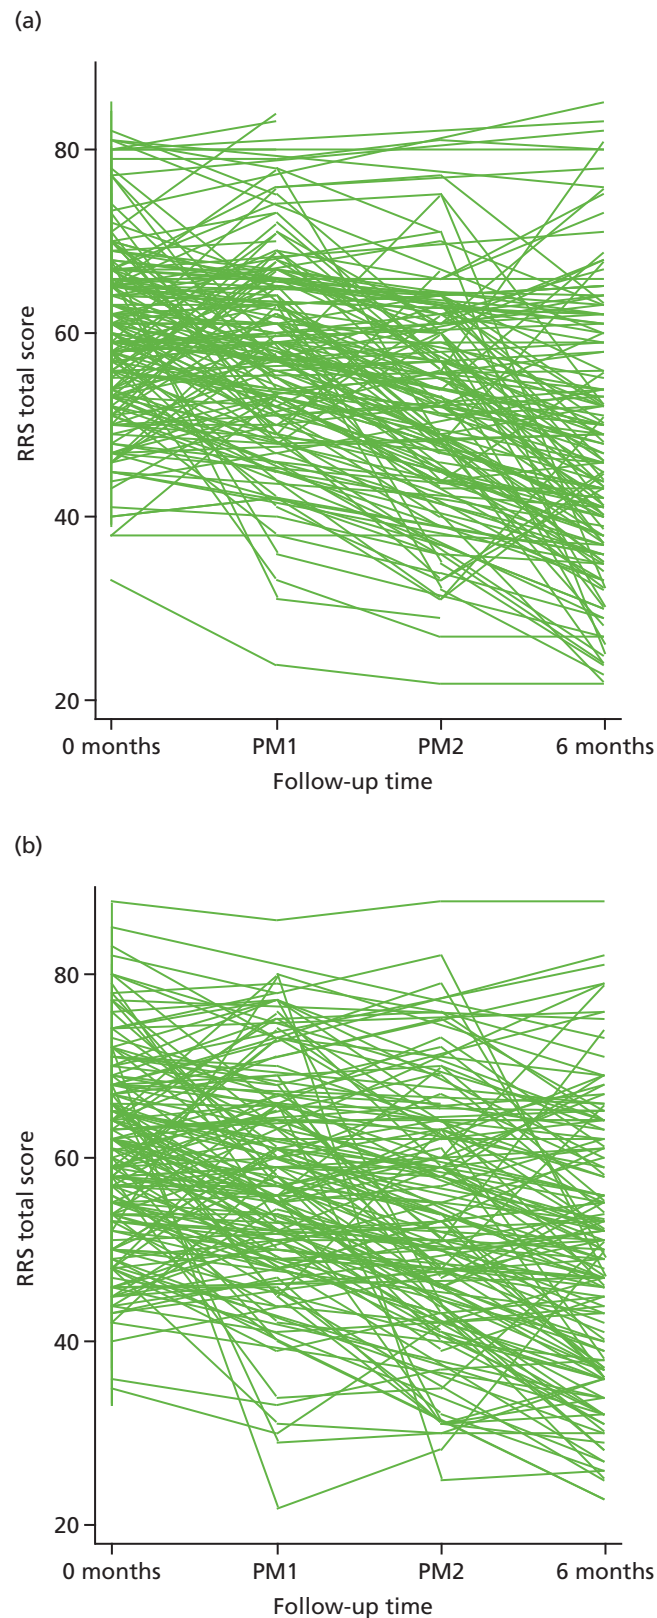 (a)
80
60
40
20
RRS total score
0 months PM1 PM2 6 months
Follow-up time
(b)
80
60
40
20
RRS total score
0 months PM1 PM2 6 months
Follow-up time